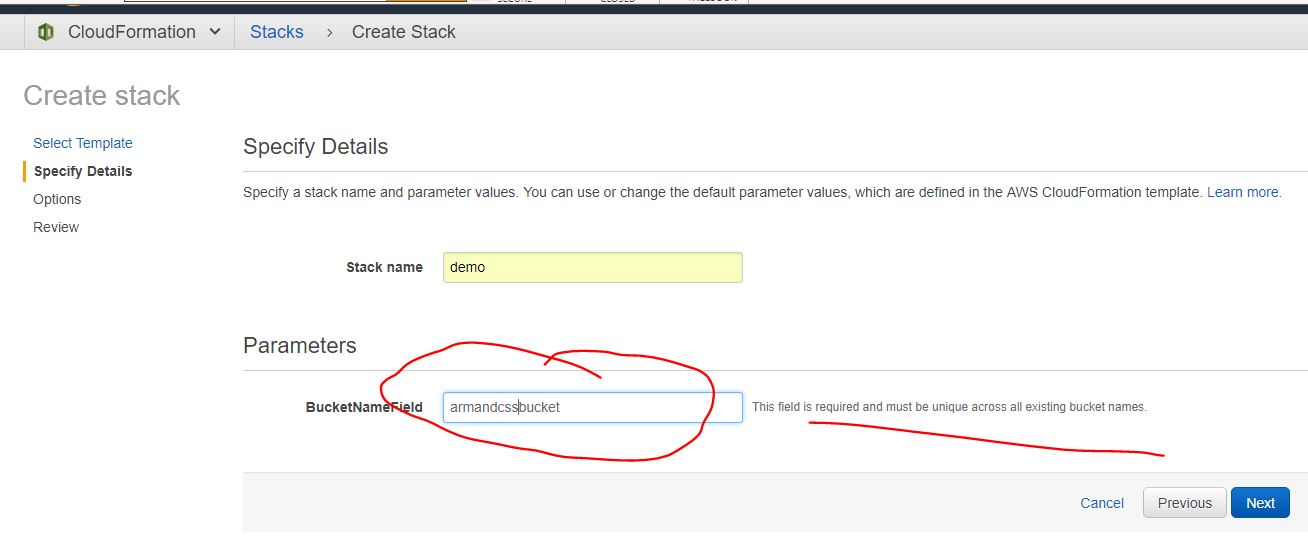 CloudFormation Stacks > Create Stack
Create stack
Select Template
Specify Details
Options
Review
Specify Details
Specify a stack name and parameter values. You can use or change the default parameter values, which are defined in the AWS CloudFormation template. Learn more.
Stack name demo
Parameters
BucketNameField armandcssbucket This field is required and must be unique across all existing bucket names.
Cancel Previous Next